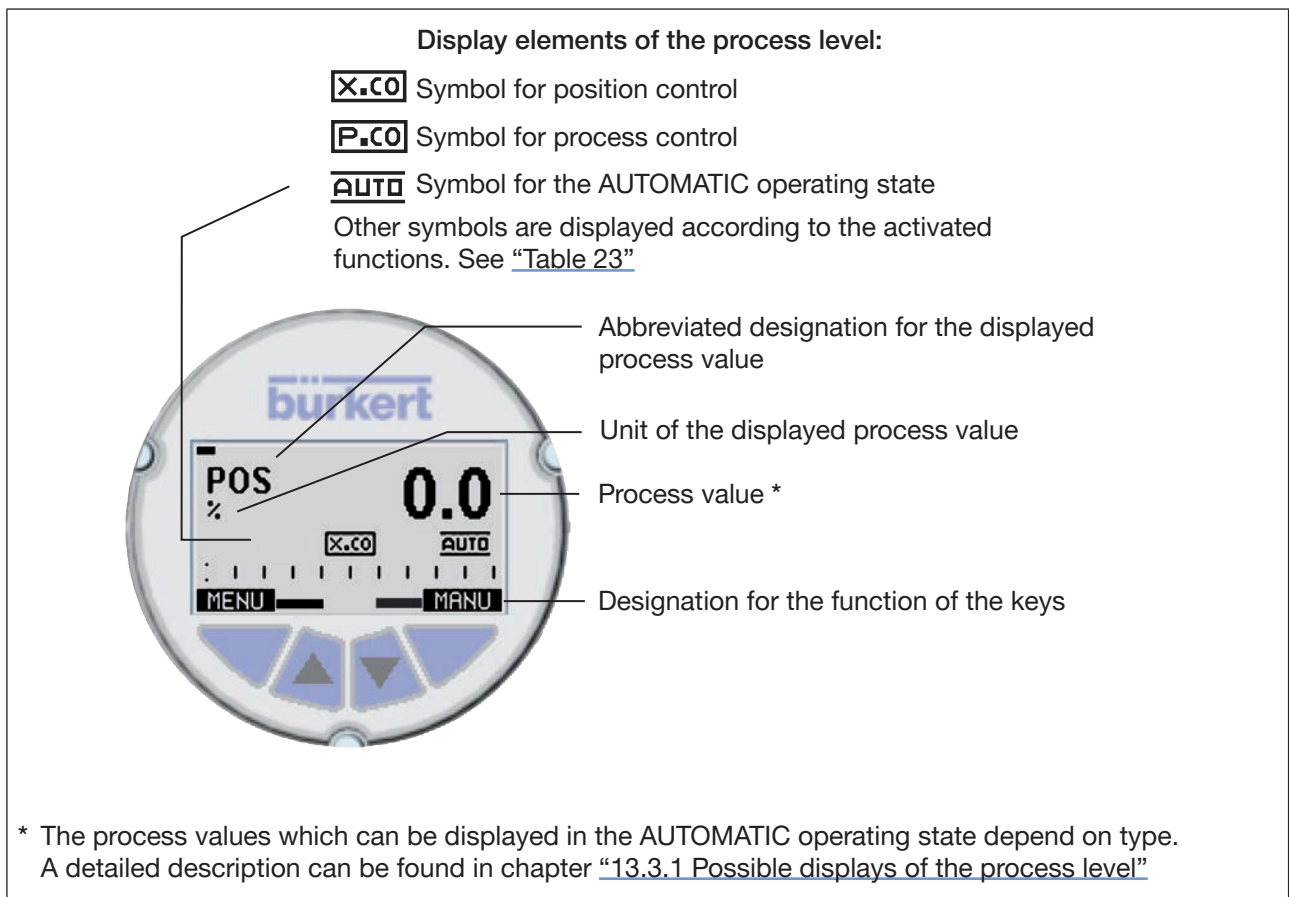 Display elements of the process level:
X.CO Symbol for position control
P.CO Symbol for process control
AUTO Symbol for the AUTOMATIC operating state
Other symbols are displayed according to the activated
functions. See “Table 23”
Abbreviated designation for the displayed
process value
bürkert
Unit of the displayed process value
POS
0.0
Process value *
%
X.CO AUTO
MENU MANU
Designation for the function of the keys
* The process values which can be displayed in the AUTOMATIC operating state depend on type.
A detailed description can be found in chapter “13.3.1 Possible displays of the process level”